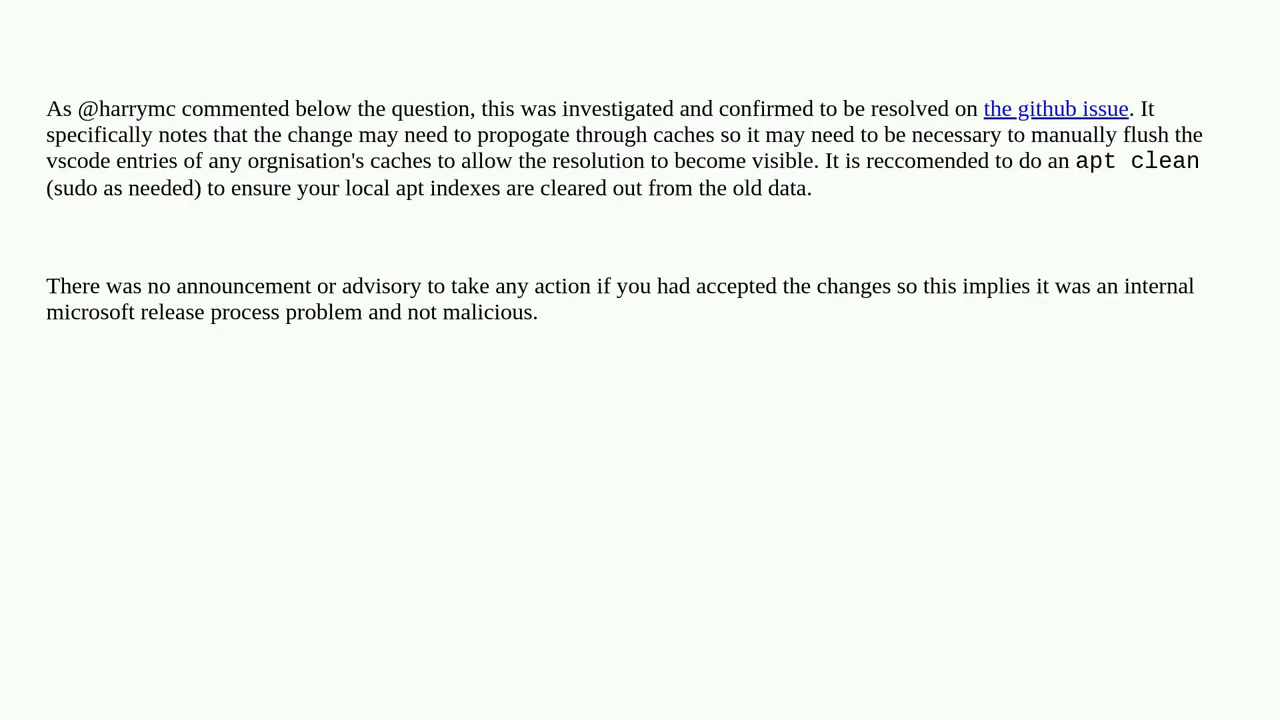 As @harrymc commented below the question, this was investigated and confirmed to be resolved on the github issue. It
specifically notes that the change may need to propogate through caches so it may need to be necessary to manually flush the
vscode entries of any orgnisation's caches to allow the resolution to become visible. It is reccomended to do an apt clean
(sudo as needed) to ensure your local apt indexes are cleared out from the old data.
There was no announcement or advisory to take any action if you had accepted the changes so this implies it was an internal
microsoft release process problem and not malicious.